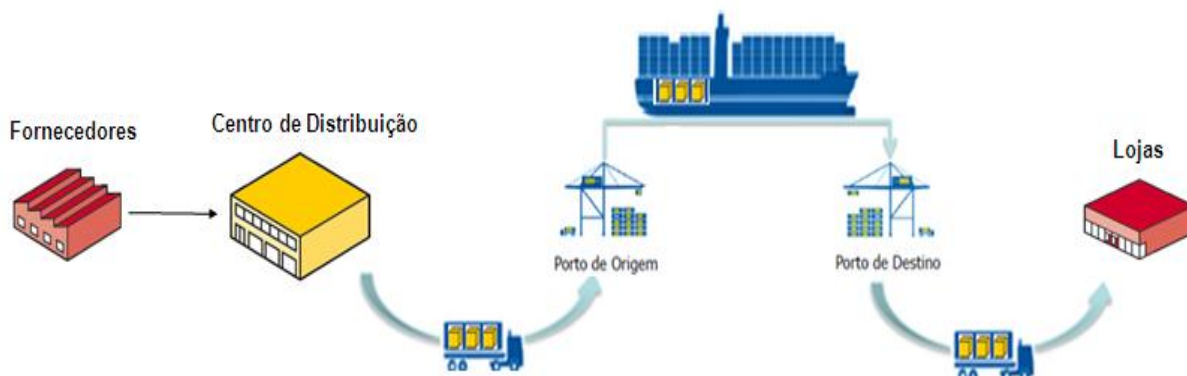 Fornecedores
Centro de Distribuição
Porto de Origem
Porto de Destino
Lojas